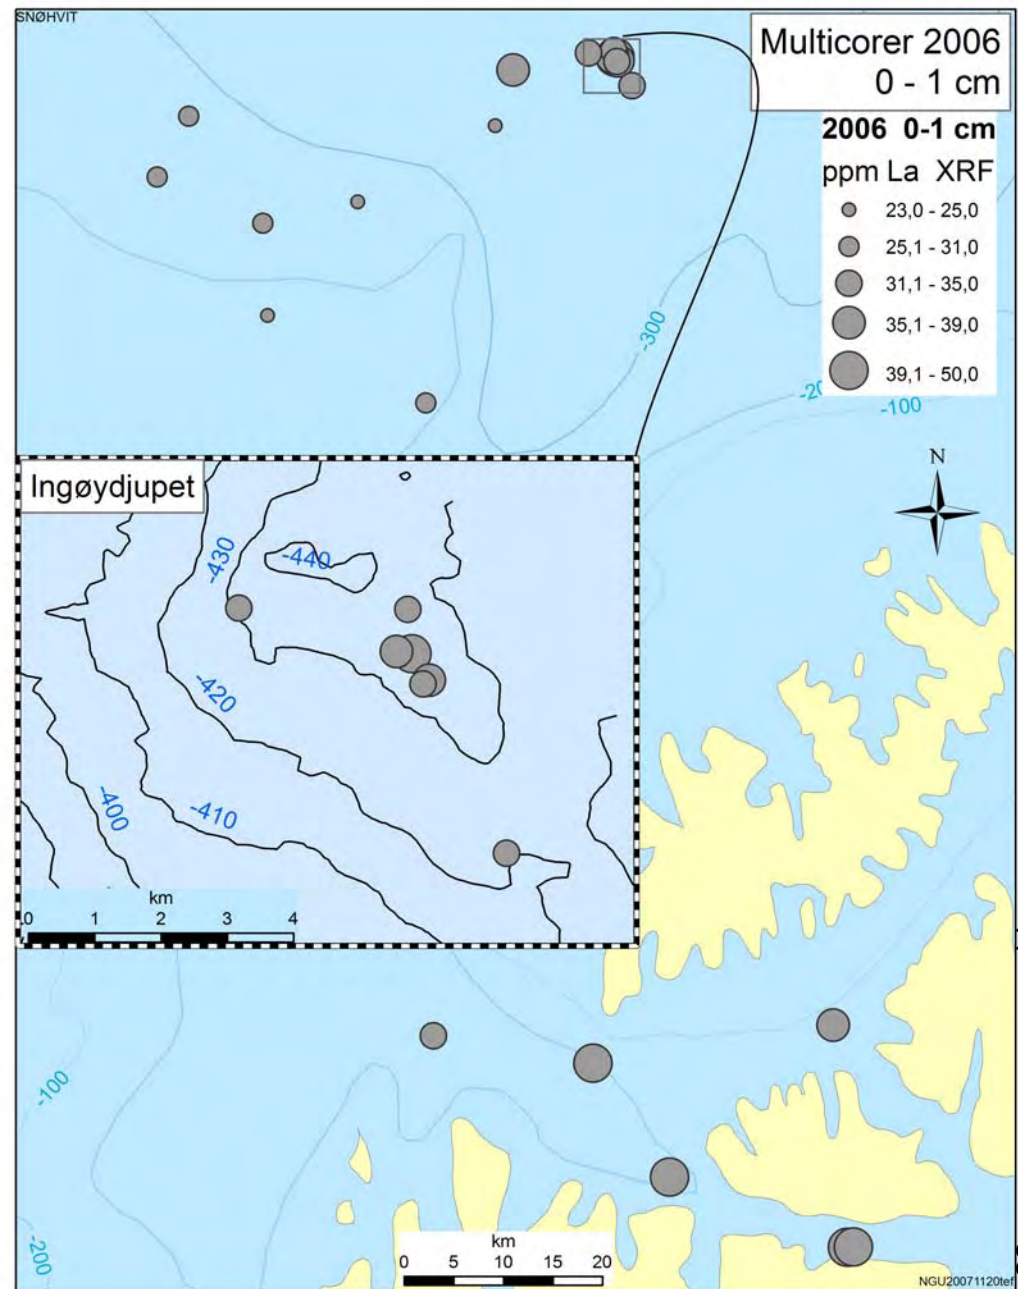 SNØHVIT
Multicorer 2006
0 - 1 cm
2006 0-1 cm
ppm La XRF
23,0 - 25,0
25,1 - 31,0
31,1 - 35,0
35,1 - 39,0
39,1 - 50,0
-300
-100
N
Ingøydjupet
-430
-440
-420
-400
-410
km
0 1 2 3 4
-100
-200
km
0 5 10 15 20
NGU20071120tef